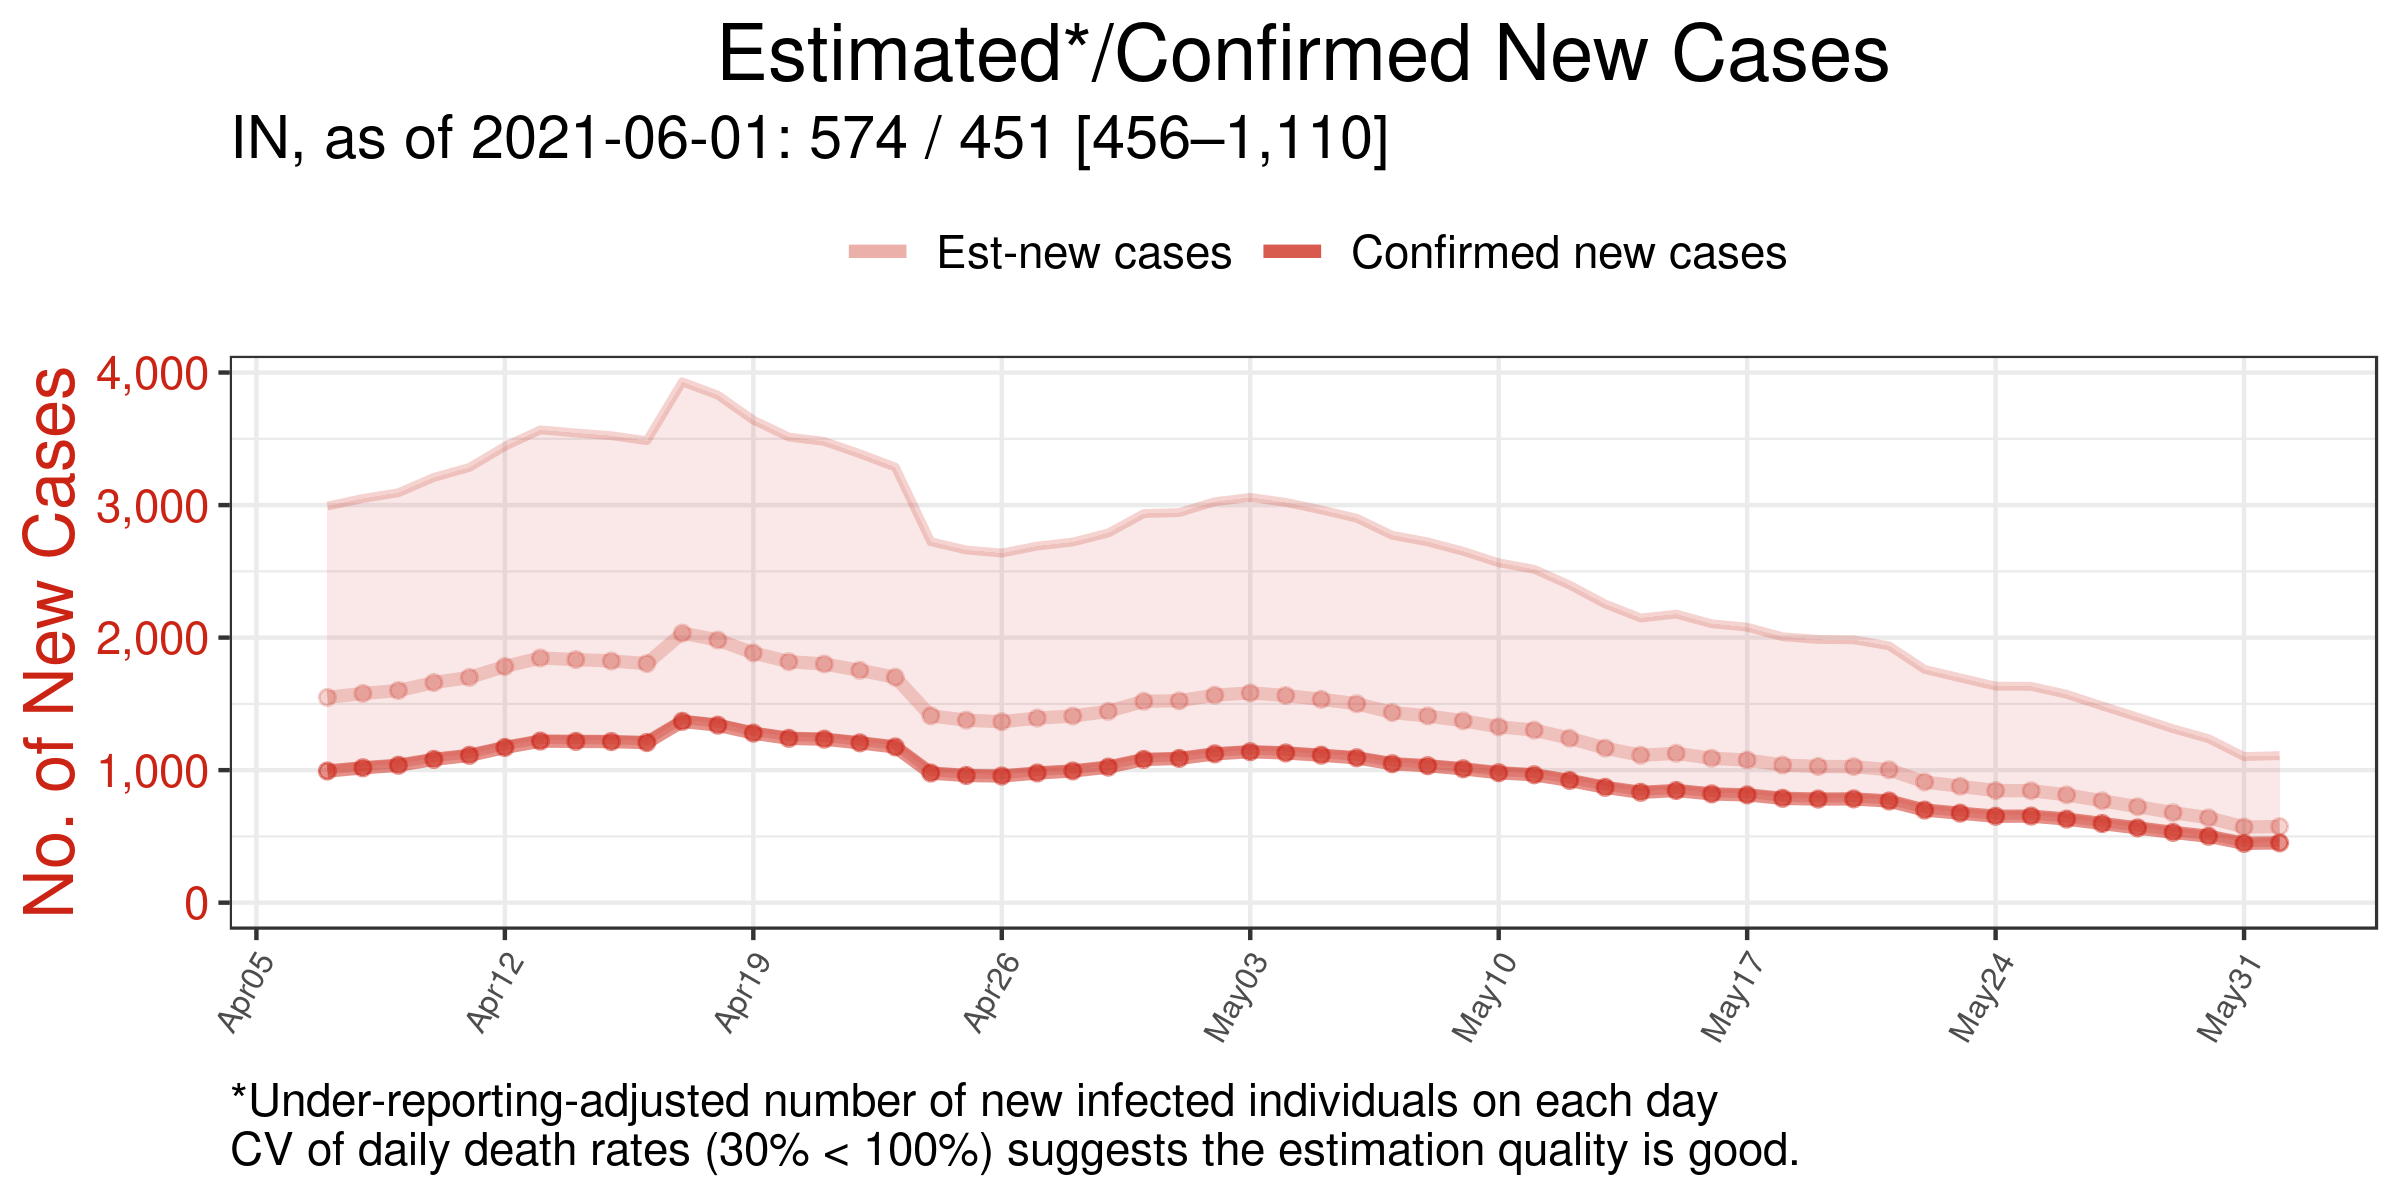 Estimated*/Confirmed New Cases
IN, as of 2021-06-01: 574 / 451 [456–1,110]
Est-new cases Confirmed new cases
No. of New Cases
4,000
3,000
2,000
1,000
0
Apr05 Apr12 Apr19 Apr26 May03 May10 May17 May24 May31
*Under-reporting-adjusted number of new infected individuals on each day
CV of daily death rates (30% < 100%) suggests the estimation quality is good.